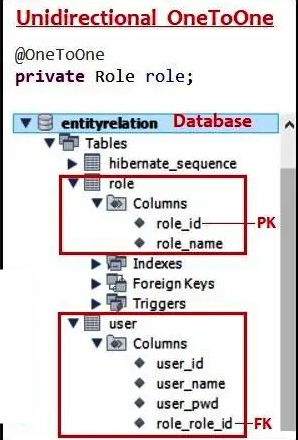 Unidirectional OneToOne
@OneToOne
private Role role;
entityrelation Database
Tables
hibernate_sequence
role
Columns
role_id PK
role_name
Indexes
Foreign Keys
Triggers
user
Columns
user_id
user_name
user_pwd
role_role_id FK